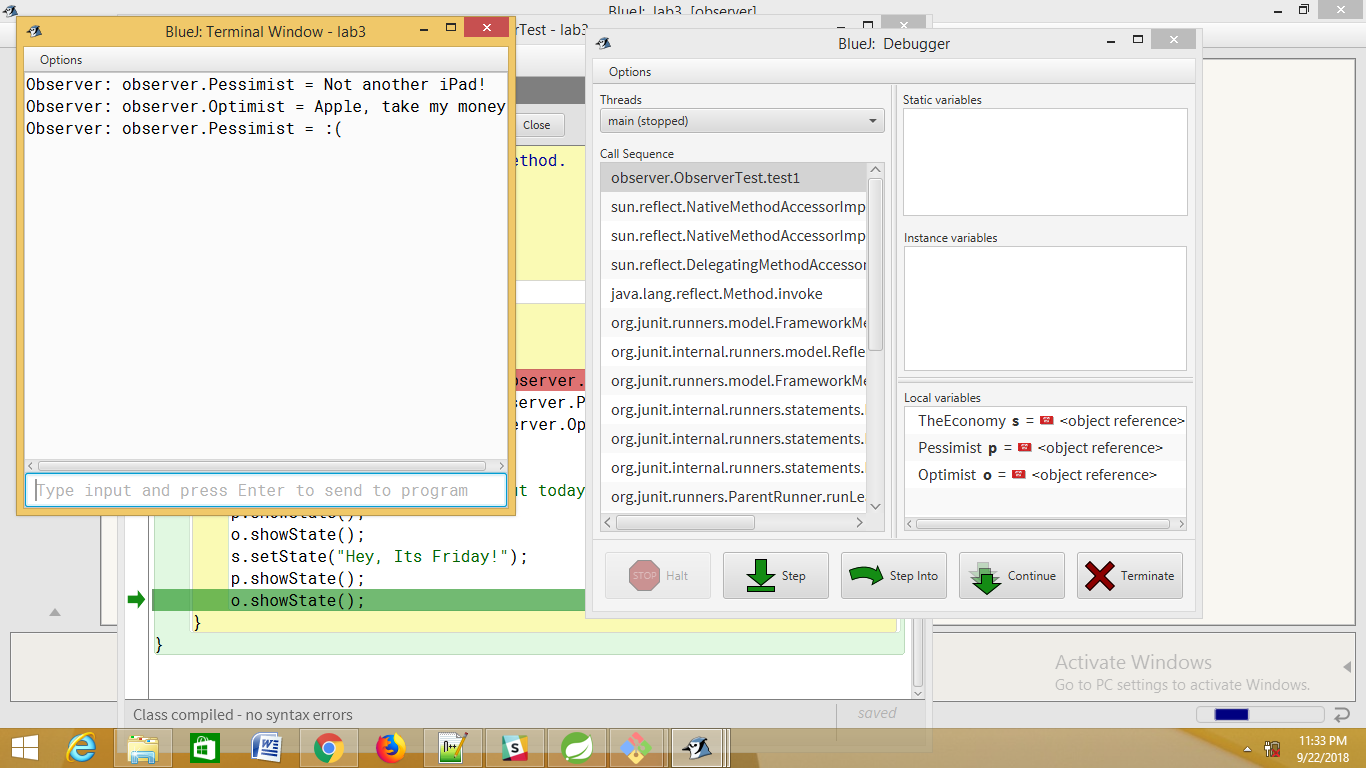 BlueJ: lab3 [observer]
rTest - lab3
BlueJ: Terminal Window - lab3
Options
Observer: observer.Pessimist = Not another iPad!
Observer: observer.Optimist = Apple, take my money
Observer: observer.Pessimist = :(
Type input and press Enter to send to program
Close
ethod.
bserver.
server.P
server.Op
ut today
p.showState();
o.showState();
s.setState("Hey, Its Friday!");
p.showState();
o.showState();
}
}
Class compiled - no syntax errors
saved
BlueJ: Debugger
Options
Threads
main (stopped)
Call Sequence
observer.ObserverTest.test1
sun.reflect.NativeMethodAccessorImp
sun.reflect.NativeMethodAccessorImp
sun.reflect.DelegatingMethodAccessor
java.lang.reflect.Method.invoke
org.junit.runners.model.FrameworkMe
org.junit.internal.runners.model.Refle
org.junit.runners.model.FrameworkMe
org.junit.internal.runners.statements.
org.junit.internal.runners.statements.
org.junit.internal.runners.statements.
org.junit.runners.ParentRunner.runLea
Static variables
Instance variables
Local variables
TheEconomy s = <object reference>
Pessimist p = <object reference>
Optimist o = <object reference>
STOP Halt
Step
Step Into
Continue
Terminate
Activate Windows
Go to PC settings to activate Windows.
11:33 PM
9/22/2018